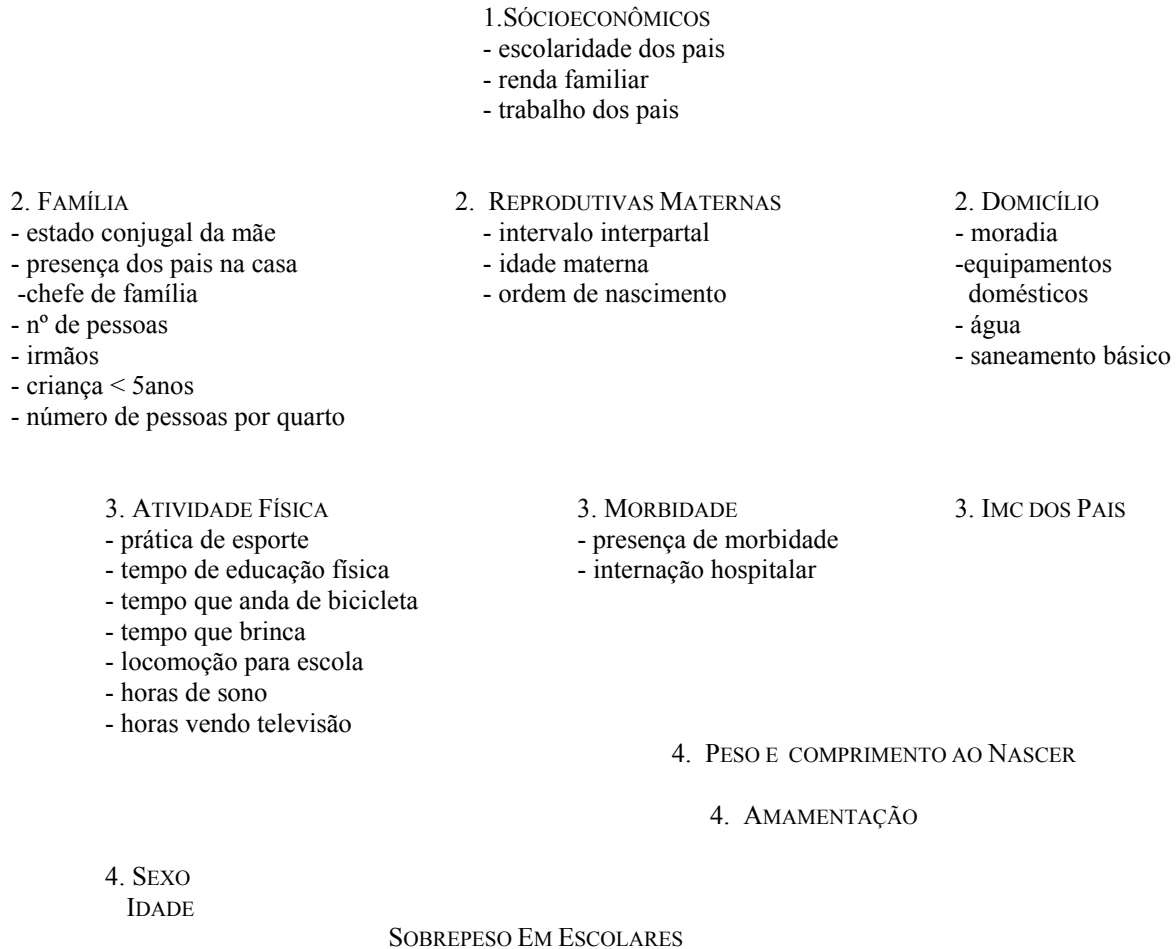 1.SÓCIOECONÔMICOS
- escolaridade dos pais
- renda familiar
- trabalho dos pais
2. FAMÍLIA
- estado conjugal da mãe
- presença dos pais na casa
-chefe de família
- nº de pessoas
- irmãos
- criança < 5anos
- número de pessoas por quarto
2. REPRODUTIVAS MATERNAS
- intervalo interpartal
- idade materna
- ordem de nascimento
2. DOMICÍLIO
- moradia
-equipamentos
domésticos
- água
- saneamento básico
3. ATIVIDADE FÍSICA
- prática de esporte
- tempo de educação física
- tempo que anda de bicicleta
- tempo que brinca
- locomoção para escola
- horas de sono
- horas vendo televisão
3. MORBIDADE
- presença de morbidade
- internação hospitalar
3. IMC DOS PAIS
4. PESO E COMPRIMENTO AO NASCER
4. AMAMENTAÇÃO
4. SEXO
IDADE
SOBREPESO EM ESCOLARES